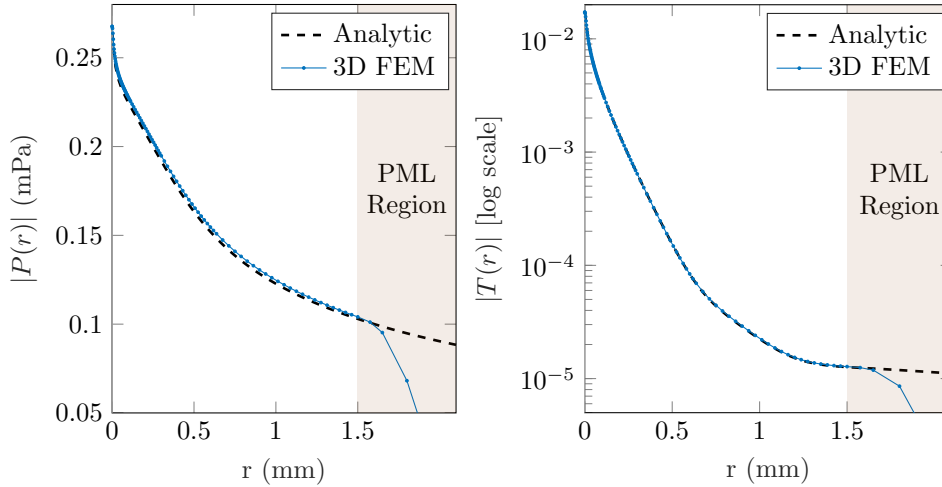 Analytic
3D FEM
PML
Region
0.25
0.2
0.15
0.1
0.05
|P(r)| (mPa)
0 0.5 1 1.5
r (mm)
Analytic
3D FEM
PML
Region
10⁻²
10⁻³
10⁻⁴
10⁻⁵
|T(r)| [log scale]
0 0.5 1 1.5
r (mm)